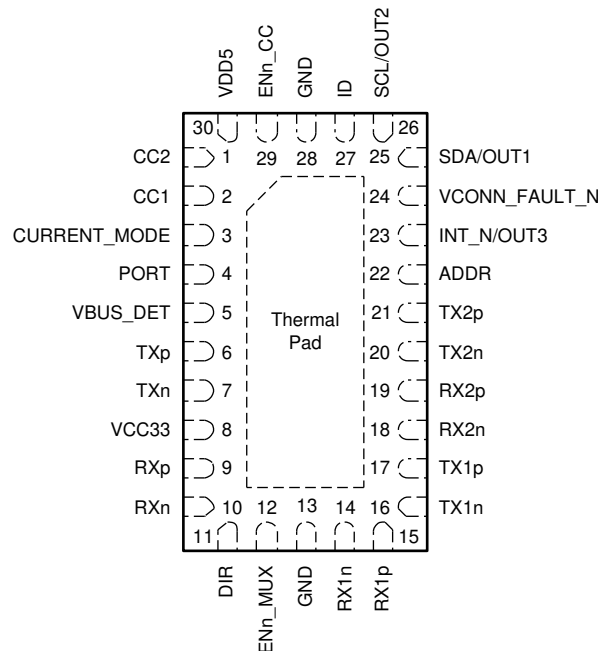 VDD5
ENn_CC
GND
ID
SCL/OUT2
30
26
CC2 1 29 28 27 25 SDA/OUT1
CC1 2 24 VCONN_FAULT_N
CURRENT_MODE 3 23 INT_N/OUT3
PORT 4 22 ADDR
VBUS_DET 5 21 TX2p
Thermal
Pad
TXp 6 20 TX2n
TXn 7 19 RX2p
VCC33 8 18 RX2n
RXp 9 17 TX1p
RXn 10 12 13 14 16 TX1n
11
15
DIR
ENn_MUX
GND
RX1n
RX1p